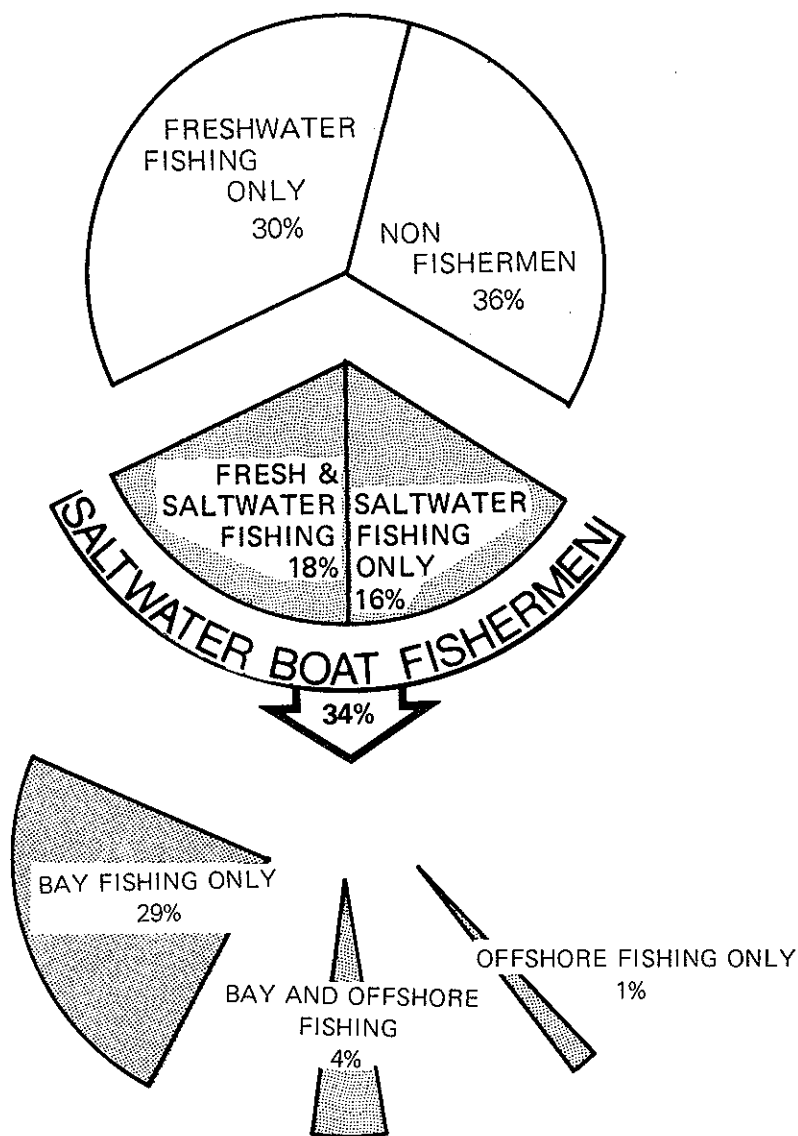 FRESHWATER
FISHING
ONLY
30%
NON
FISHERMEN
36%
FRESH &
SALTWATER
FISHING
18%
SALTWATER
FISHING
ONLY
16%
SALTWATER BOAT FISHERMEN
34%
BAY FISHING ONLY
29%
BAY AND OFFSHORE
FISHING
4%
OFFSHORE FISHING ONLY
1%